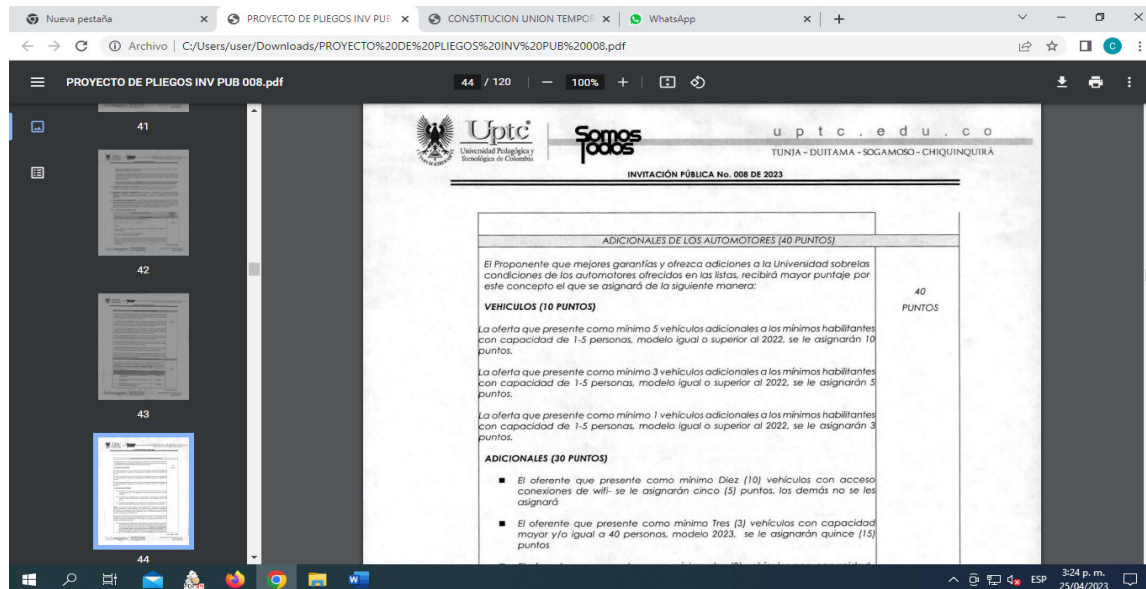 Nueva pestaña
PROYECTO DE PLIEGOS INV PUB
CONSTITUCION UNION TEMPOR
WhatsApp
Archivo | C:/Users/user/Downloads/PROYECTO%20DE%20PLIEGOS%20INV%20PUB%20008.pdf
PROYECTO DE PLIEGOS INV PUB 008.pdf
44 / 120
100%
41
42
43
44
Uptc
Universidad Pedagógica y
Tecnológica de Colombia
Somos
Todos
uptc.edu.co
TUNJA - DUITAMA - SOGAMOSO - CHIQUINQUIRÁ
INVITACIÓN PÚBLICA No. 008 DE 2023
ADICIONALES DE LOS AUTOMOTORES (40 PUNTOS)
El Proponente que mejores garantías y ofrezca adiciones a la Universidad sobrelas
condiciones de los automotores ofrecidos en las listas, recibirá mayor puntaje por
este concepto el que se asignará de la siguiente manera:
40
PUNTOS
VEHICULOS (10 PUNTOS)
La oferta que presente como mínimo 5 vehículos adicionales a los mínimos habilitantes
con capacidad de 1-5 personas, modelo igual o superior al 2022, se le asignarán 10
puntos.
La oferta que presente como mínimo 3 vehículos adicionales a los mínimos habilitantes
con capacidad de 1-5 personas, modelo igual o superior al 2022, se le asignarán 5
puntos.
La oferta que presente como mínimo 1 vehículos adicionales a los mínimos habilitantes
con capacidad de 1-5 personas, modelo igual o superior al 2022, se le asignarán 3
puntos.
ADICIONALES (30 PUNTOS)
El oferente que presente como mínimo Diez (10) vehículos con acceso
conexiones de wifi- se le asignarán cinco (5) puntos, los demás no se les
asignará
El oferente que presente como mínimo Tres (3) vehículos con capacidad
mayor y/o igual a 40 personas, modelo 2023, se le asignarán quince (15)
puntos
ESP
3:24 p. m.
25/04/2023